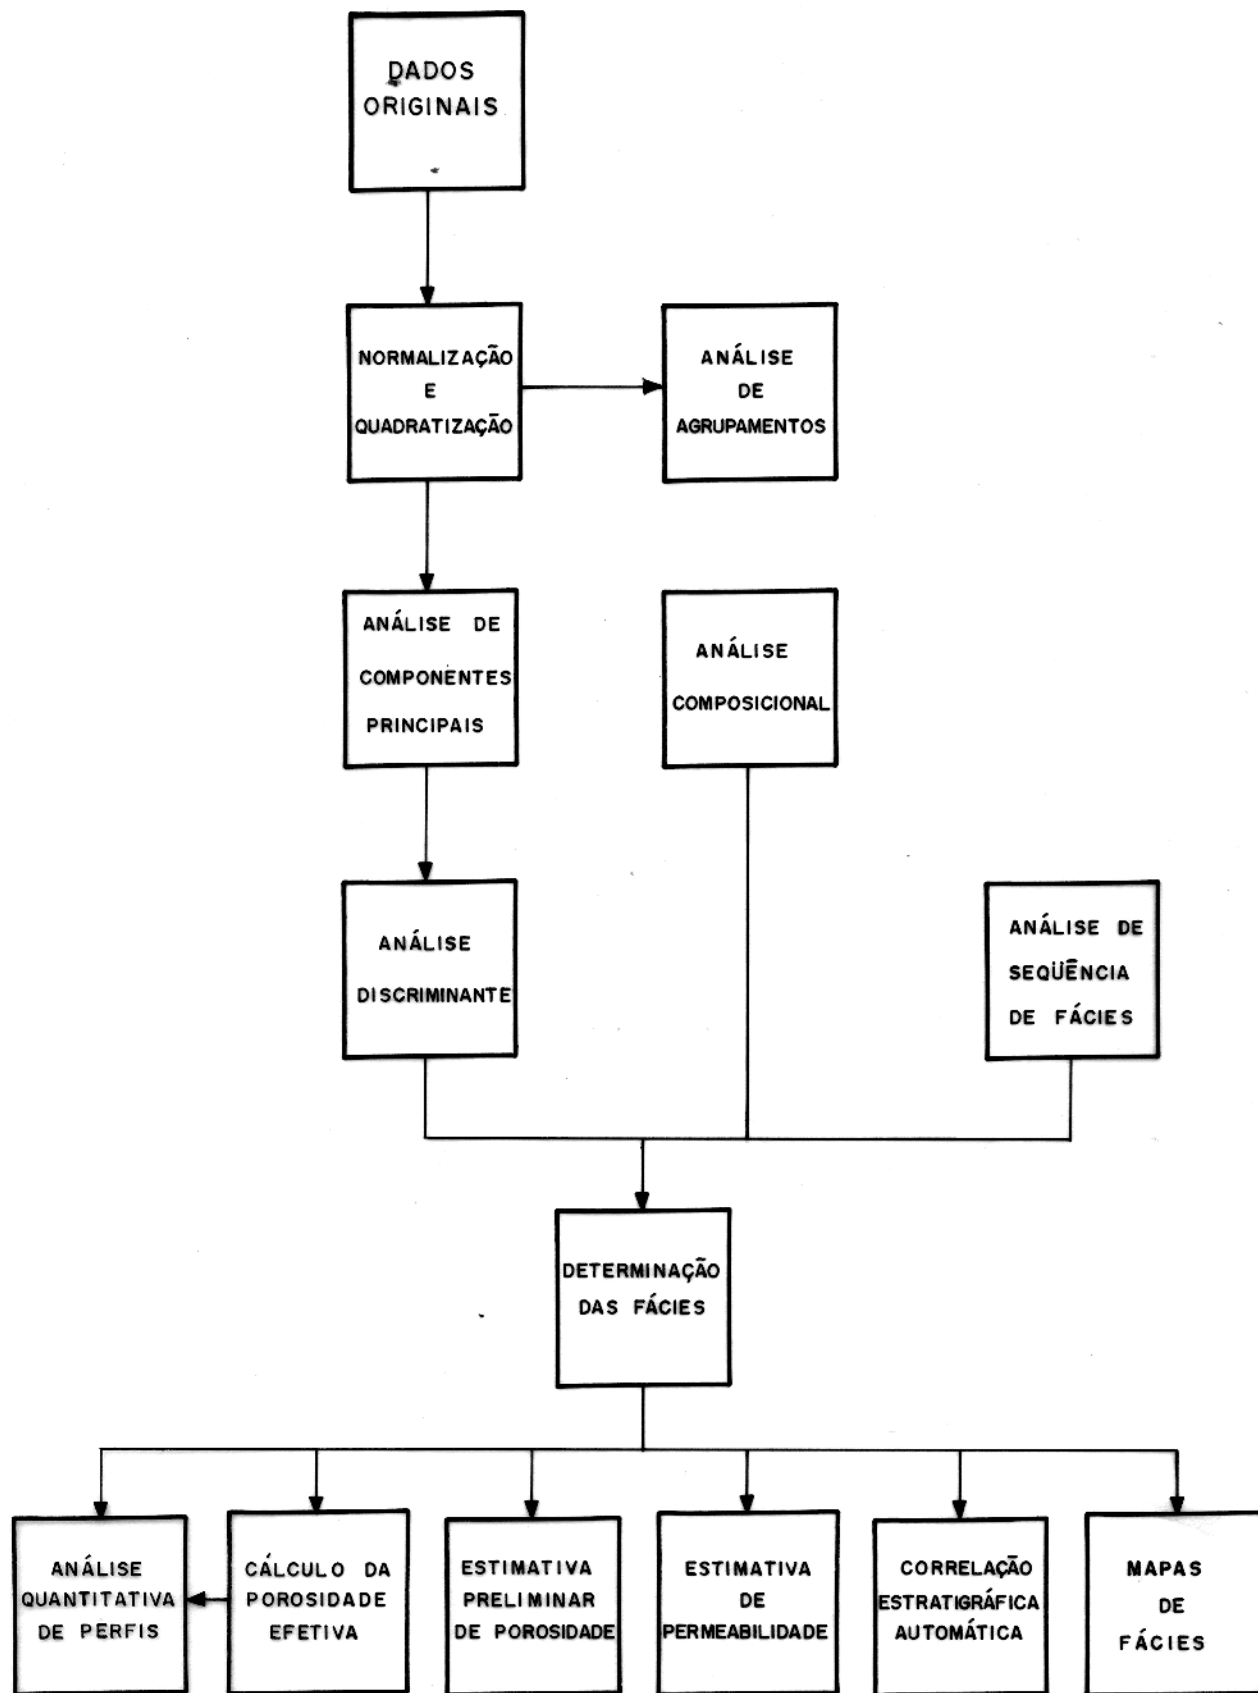 DADOS
ORIGINAIS
NORMALIZAÇÃO
E
QUADRATIZAÇÃO
ANÁLISE
DE
AGRUPAMENTOS
ANÁLISE DE
COMPONENTES
PRINCIPAIS
ANÁLISE
COMPOSICIONAL
ANÁLISE
DISCRIMINANTE
ANÁLISE DE
SEQÜÊNCIA
DE FÁCIES
DETERMINAÇÃO
DAS FÁCIES
ANÁLISE
QUANTITATIVA
DE PERFIS
CÁLCULO DA
POROSIDADE
EFETIVA
ESTIMATIVA
PRELIMINAR
DE POROSIDADE
ESTIMATIVA
DE
PERMEABILIDADE
CORRELAÇÃO
ESTRATIGRÁFICA
AUTOMÁTICA
MAPAS
DE
FÁCIES